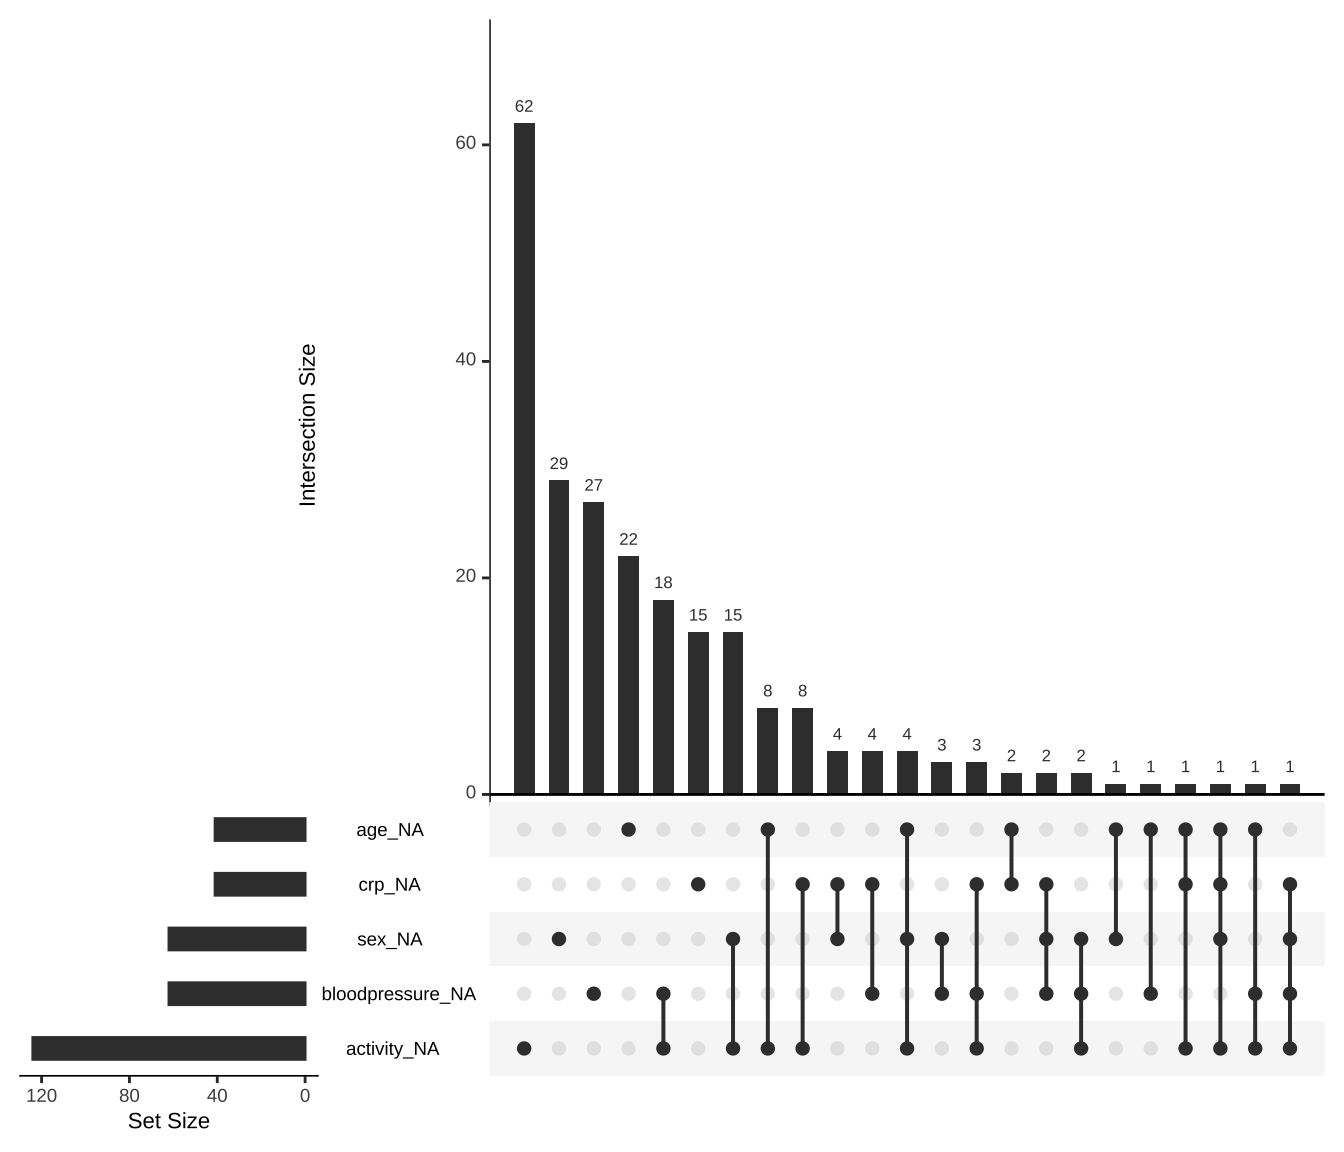 62
60
29
27
40
22
18
15 15
20
8 8
4 4 4
3 3
2 2 2
1 1 1 1 1 1
0
Intersection Size
age_NA
crp_NA
sex_NA
bloodpressure_NA
activity_NA
120 80 40 0
Set Size